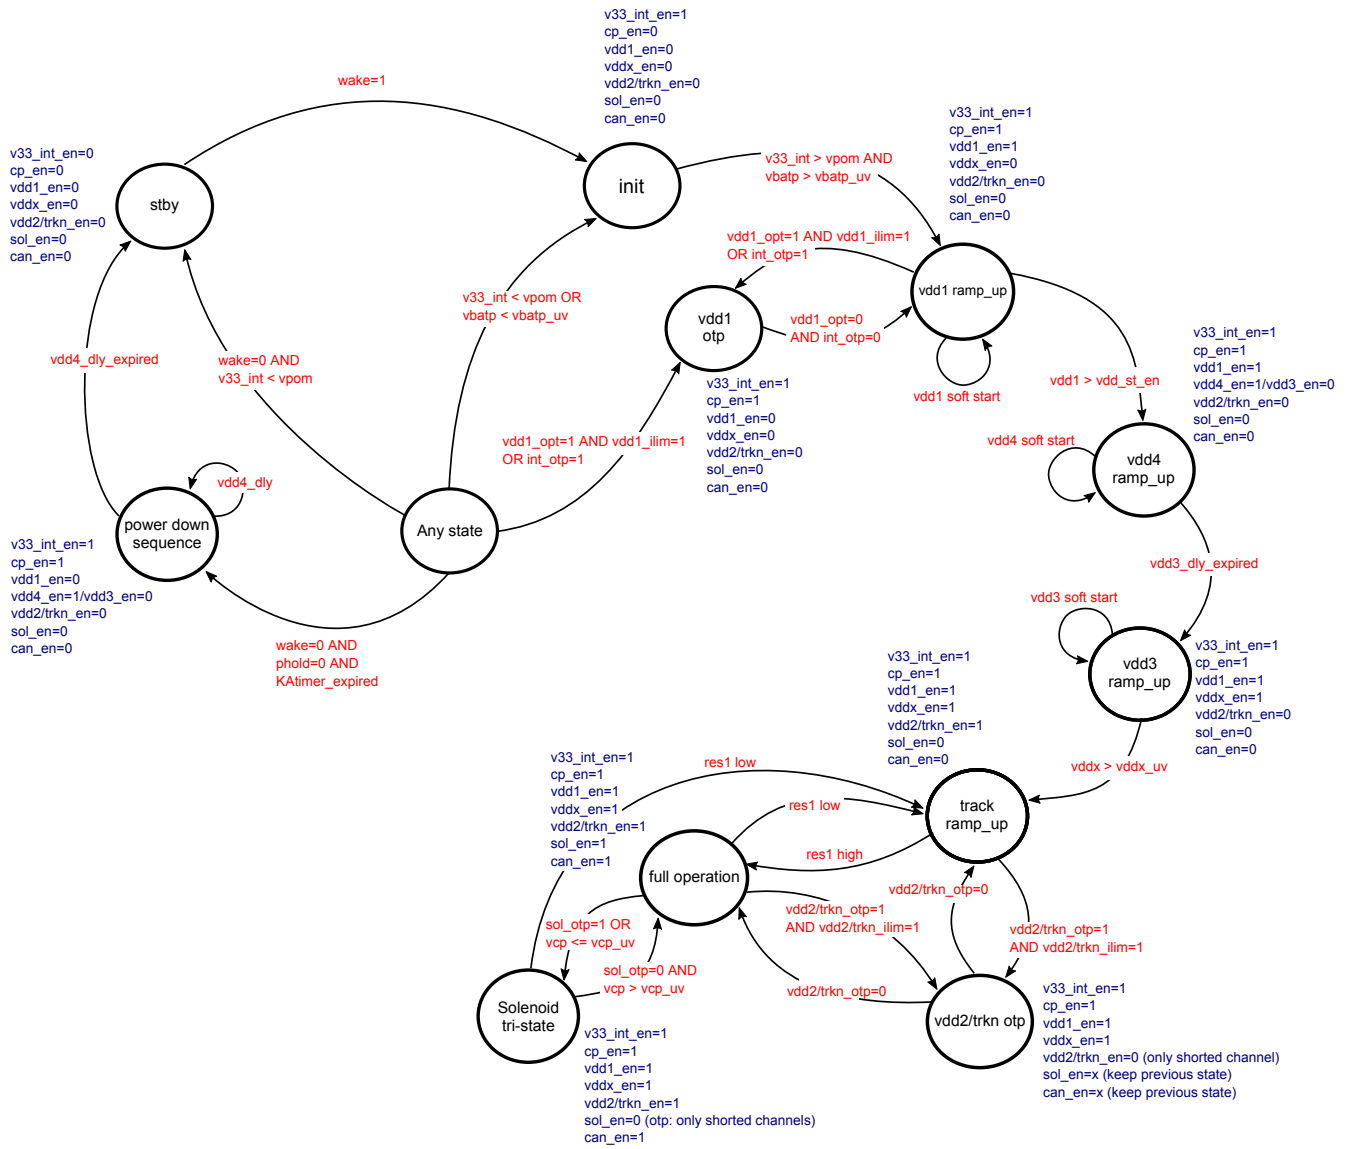 v33_int_en=1
cp_en=0
vdd1_en=0
vddx_en=0
vdd2/trkn_en=0
sol_en=0
can_en=0
wake=1
v33_int_en=0
cp_en=0
vdd1_en=0
vddx_en=0
vdd2/trkn_en=0
sol_en=0
can_en=0
stby
init
v33_int > vpom AND
vbatp > vbatp_uv
v33_int_en=1
cp_en=1
vdd1_en=1
vddx_en=0
vdd2/trkn_en=0
sol_en=0
can_en=0
vdd1_opt=1 AND vdd1_ilim=1
OR int_otp=1
vdd1 ramp_up
vdd1
otp
vdd1_opt=0
AND int_otp=0
vdd1 soft start
v33_int < vpom OR
vbatp < vbatp_uv
vdd4_dly_expired
wake=0 AND
v33_int < vpom
vdd1 > vdd_st_en
v33_int_en=1
cp_en=1
vdd1_en=1
vdd4_en=1/vdd3_en=0
vdd2/trkn_en=0
sol_en=0
can_en=0
v33_int_en=1
cp_en=1
vdd1_en=0
vddx_en=0
vdd2/trkn_en=0
sol_en=0
can_en=0
vdd1_opt=1 AND vdd1_ilim=1
OR int_otp=1
vdd4 soft start
vdd4
ramp_up
vdd4_dly
power down
sequence
Any state
v33_int_en=1
cp_en=1
vdd1_en=0
vdd4_en=1/vdd3_en=0
vdd2/trkn_en=0
sol_en=0
can_en=0
wake=0 AND
phold=0 AND
KAtimer_expired
vdd3_dly_expired
vdd3 soft start
vdd3
ramp_up
v33_int_en=1
cp_en=1
vdd1_en=1
vddx_en=1
vdd2/trkn_en=0
sol_en=0
can_en=0
v33_int_en=1
cp_en=1
vdd1_en=1
vddx_en=1
vdd2/trkn_en=1
sol_en=0
can_en=0
vddx > vddx_uv
v33_int_en=1
cp_en=1
vdd1_en=1
vddx_en=1
vdd2/trkn_en=1
sol_en=1
can_en=1
res1 low
res1 low
track
ramp_up
res1 high
full operation
vdd2/trkn_otp=0
vdd2/trkn_otp=1
AND vdd2/trkn_ilim=1
vdd2/trkn_otp=1
AND vdd2/trkn_ilim=1
sol_otp=1 OR
vcp <= vcp_uv
sol_otp=0 AND
vcp > vcp_uv
vdd2/trkn_otp=0
Solenoid
tri-state
vdd2/trkn otp
v33_int_en=1
cp_en=1
vdd1_en=1
vddx_en=1
vdd2/trkn_en=0 (only shorted channel)
sol_en=x (keep previous state)
can_en=x (keep previous state)
v33_int_en=1
cp_en=1
vdd1_en=1
vddx_en=1
vdd2/trkn_en=1
sol_en=0 (otp: only shorted channels)
can_en=1